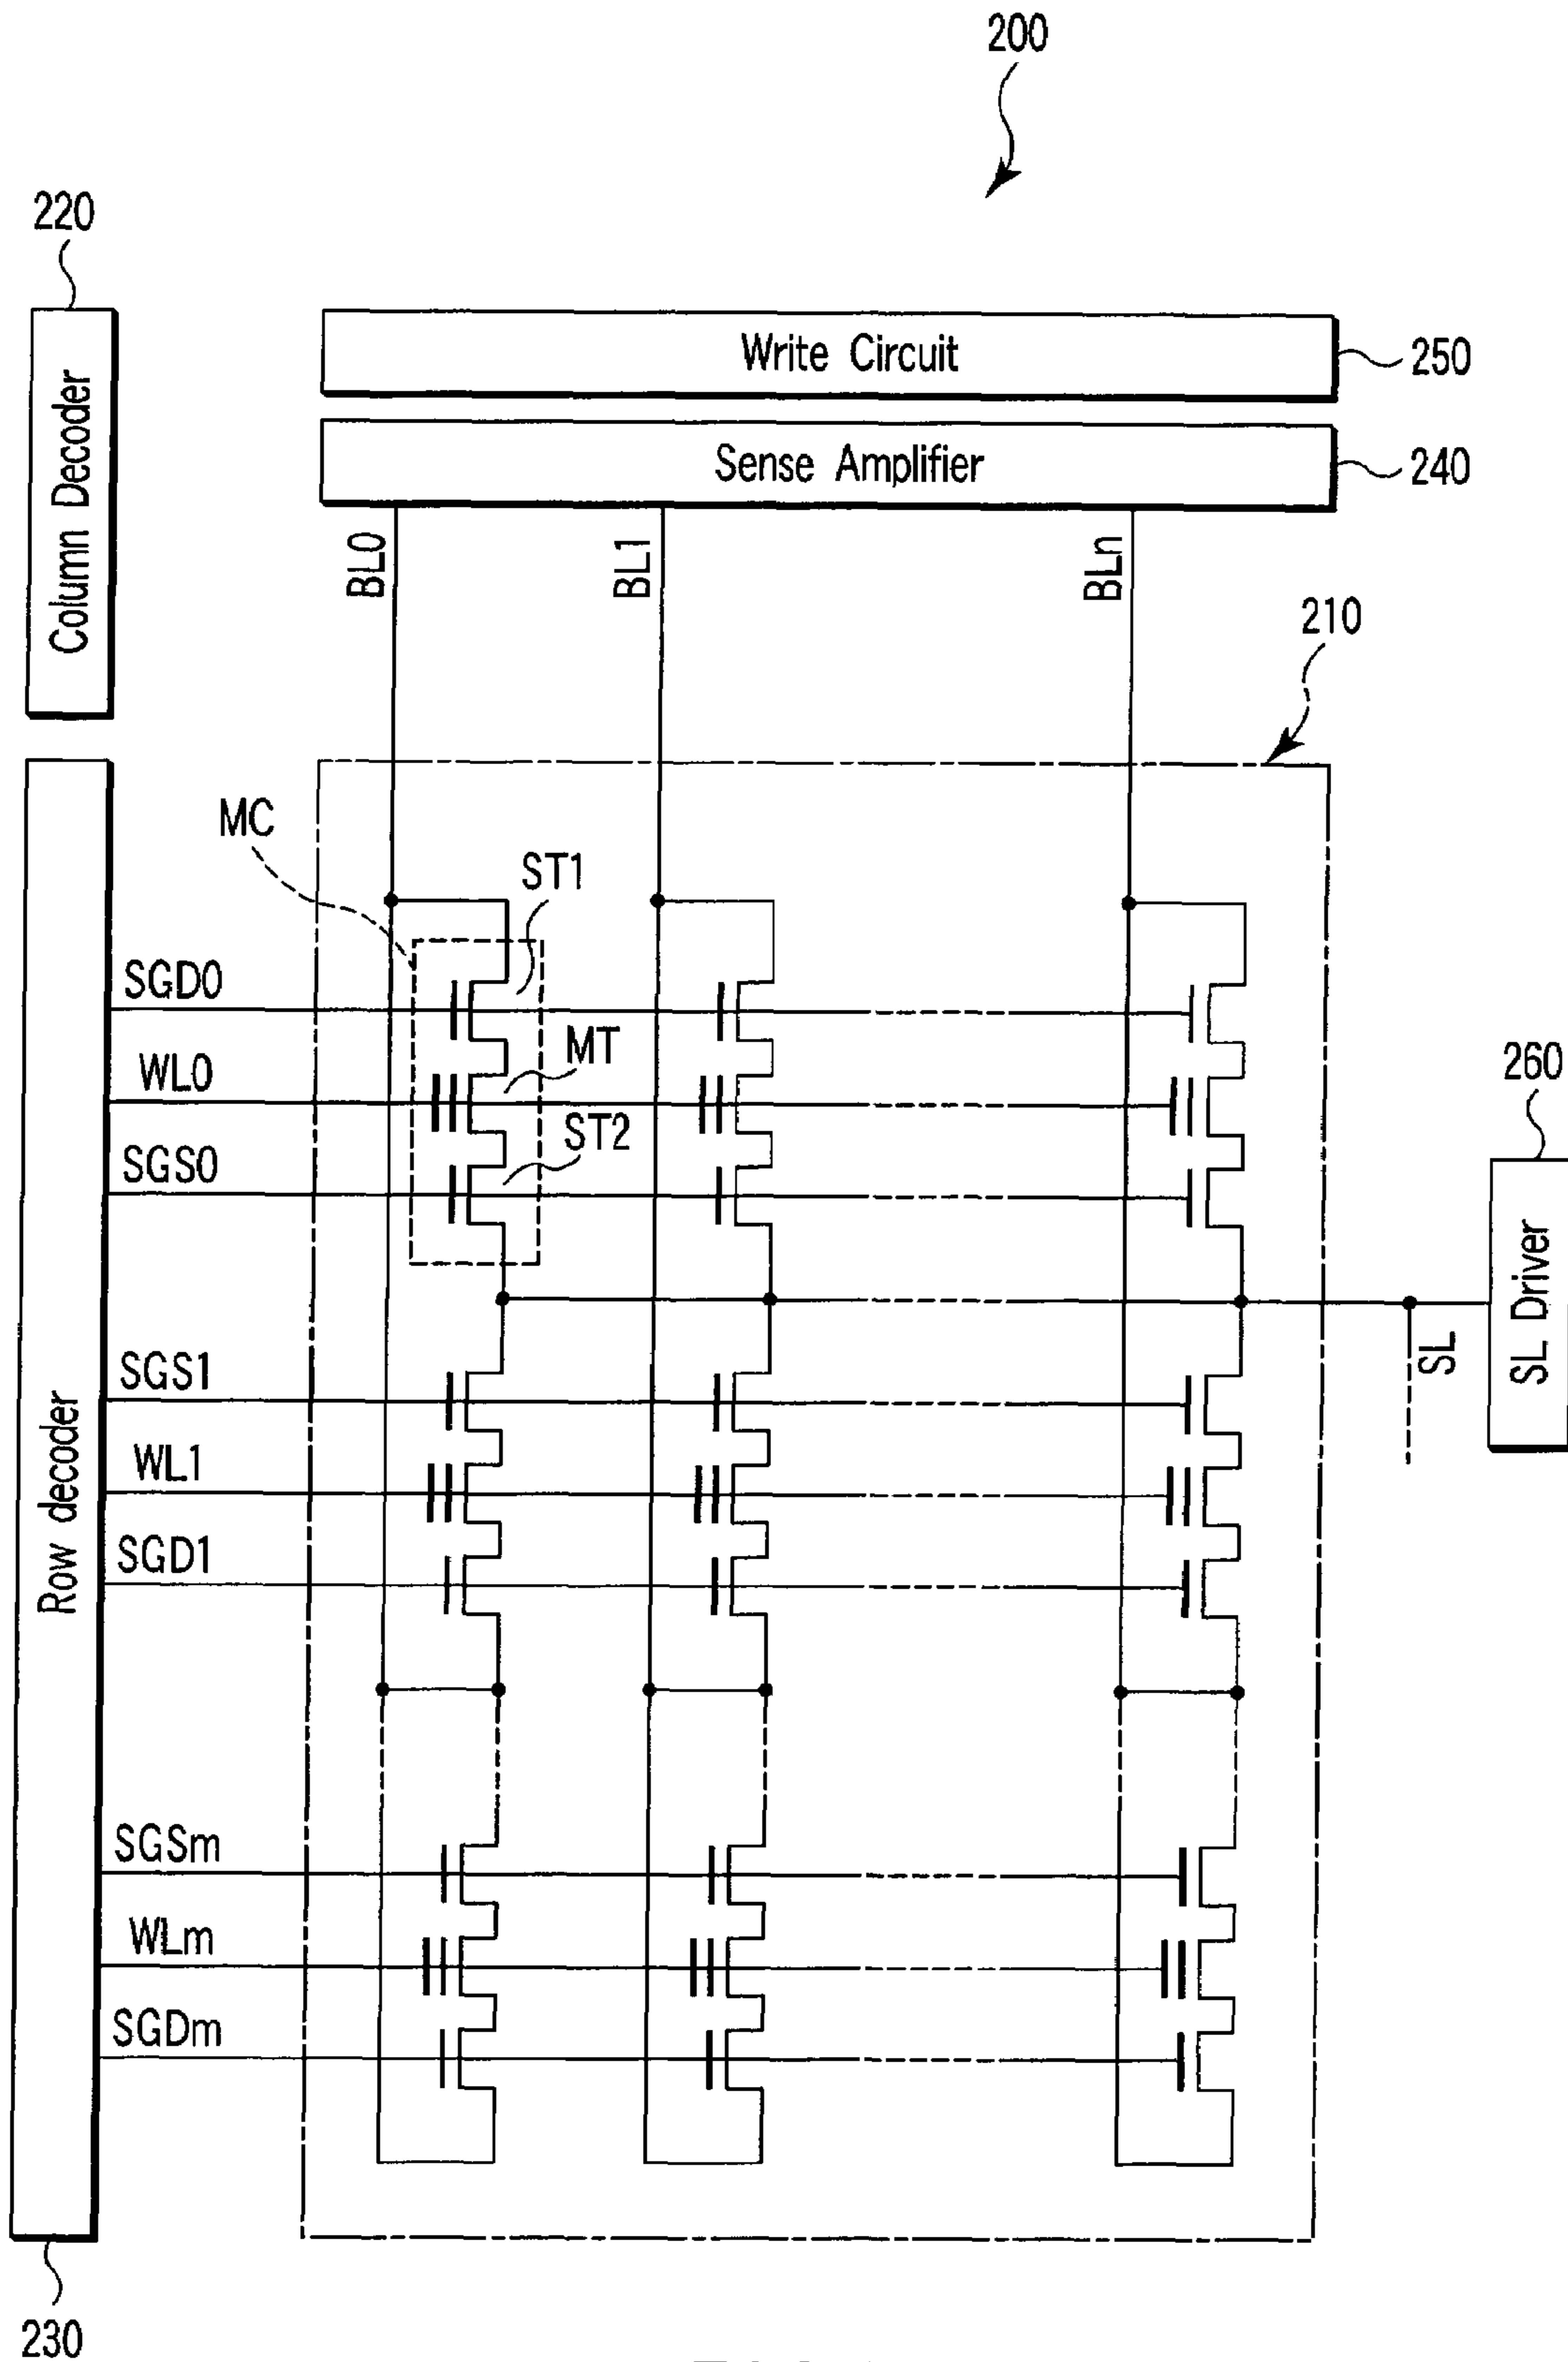 200
220
Column Decoder
Write Circuit
250
Sense Amplifier
240
BL0
BL1
BLn
210
MC
ST1
SGD0
MT
WL0
ST2
SGS0
260
SL Driver
SL
Row decoder
SGS1
WL1
SGD1
SGSm
WLm
SGDm
230